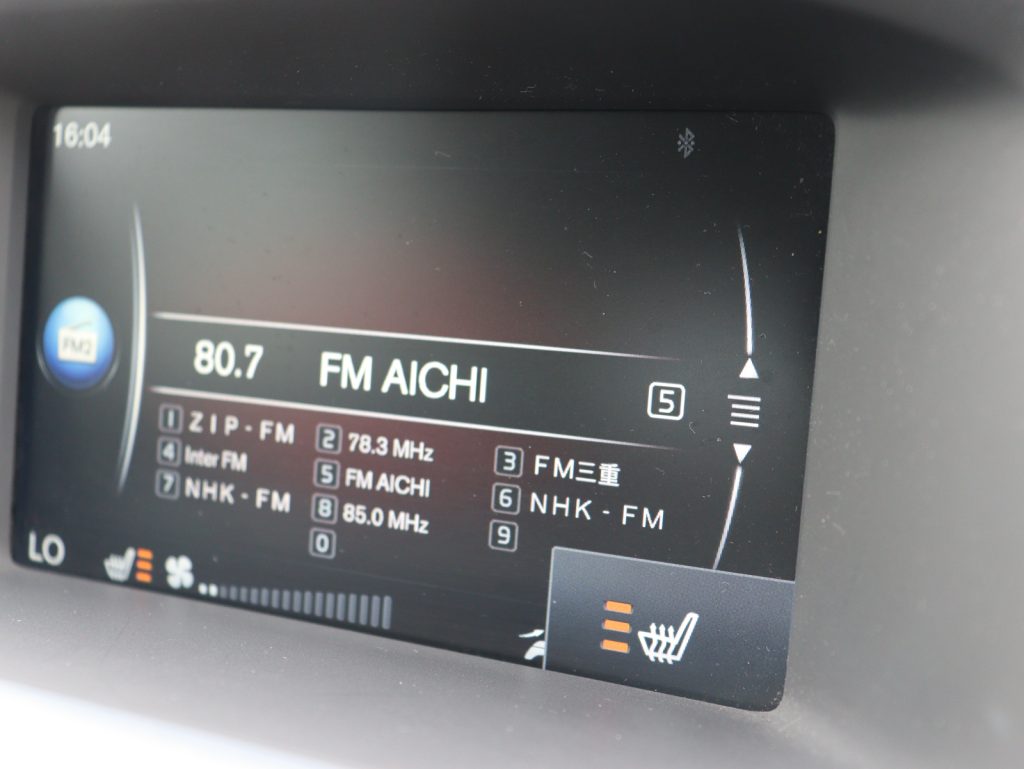 16:04
FM2
80.7 FM AICHI 5
1 ZIP-FM 2 78.3 MHz 3 FM三重
4 Inter FM 5 FM AICHI 6 NHK - FM
7 NHK - FM 8 85.0 MHz 9
0
LO